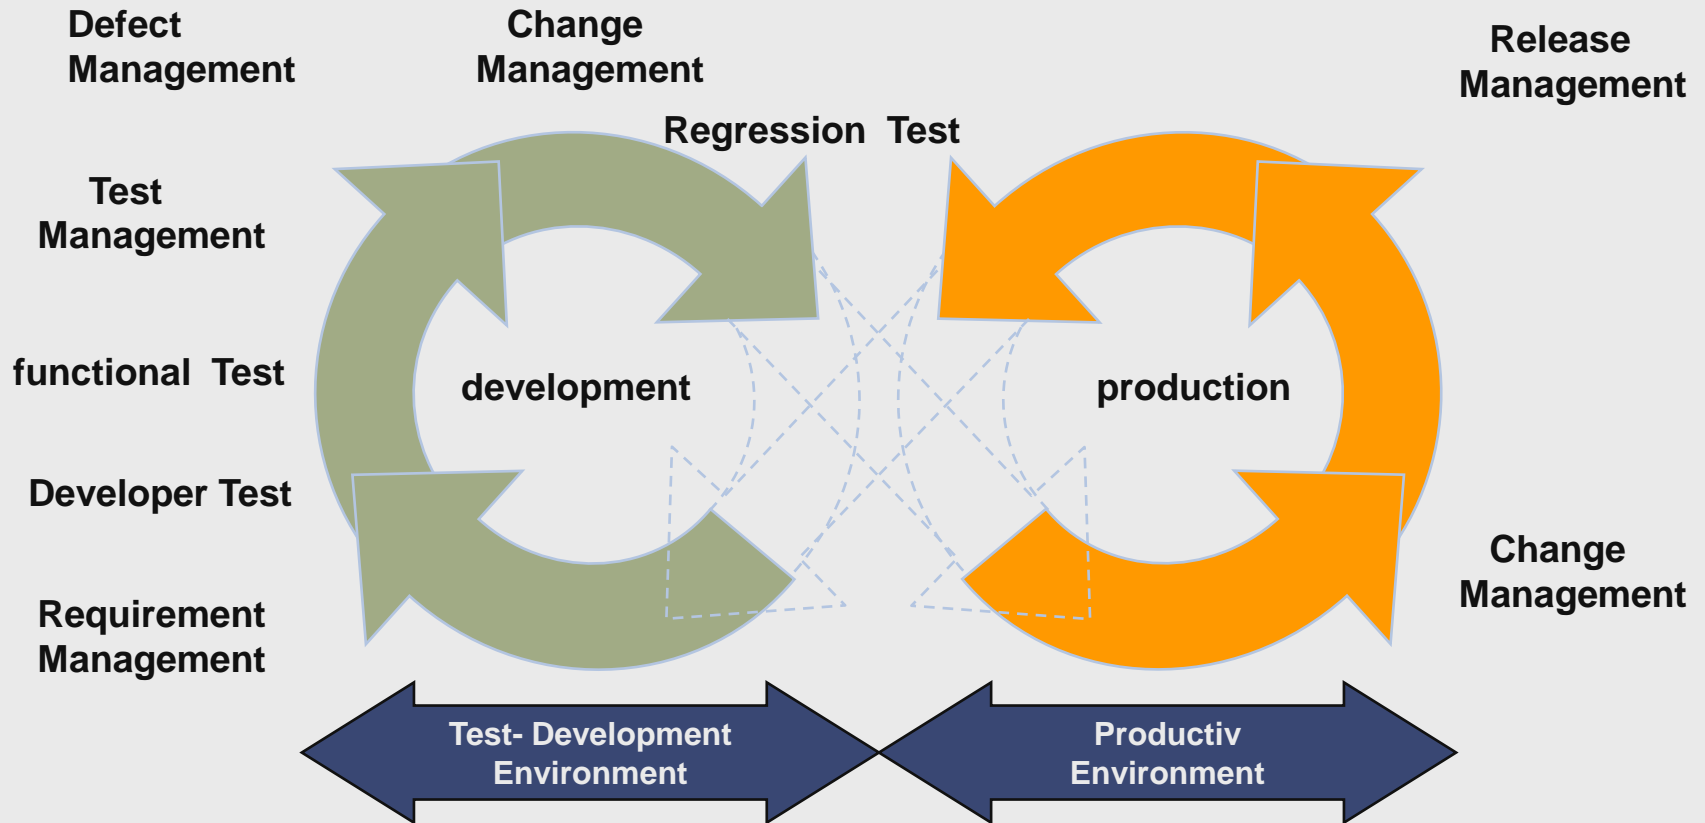 Defect
Management
Change
Management
Release
Management
Regression Test
Test
Management
functional Test
development
production
Developer Test
Change
Management
Requirement
Management
Test- Development
Environment
Productiv
Environment